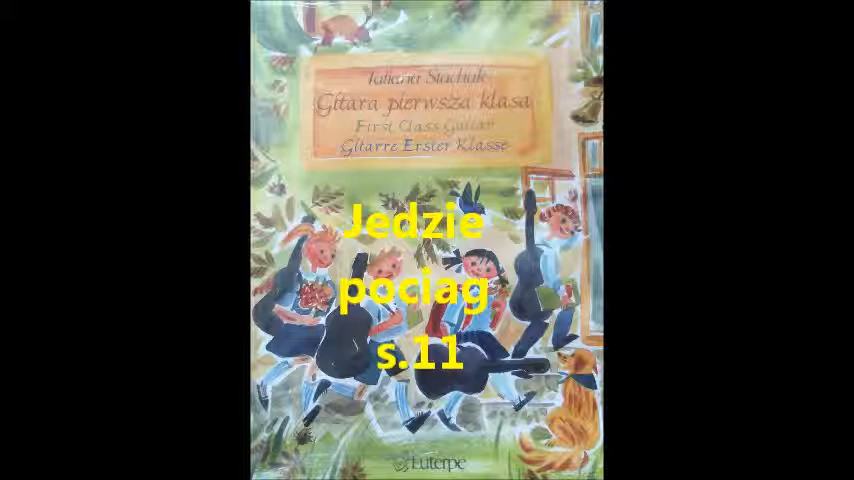 Tatiana Stachak
Gitara pierwsza klasa
First Class Guitar
Gitarre Erster Klasse
Jedzie
pociag
s.11
Euterpe